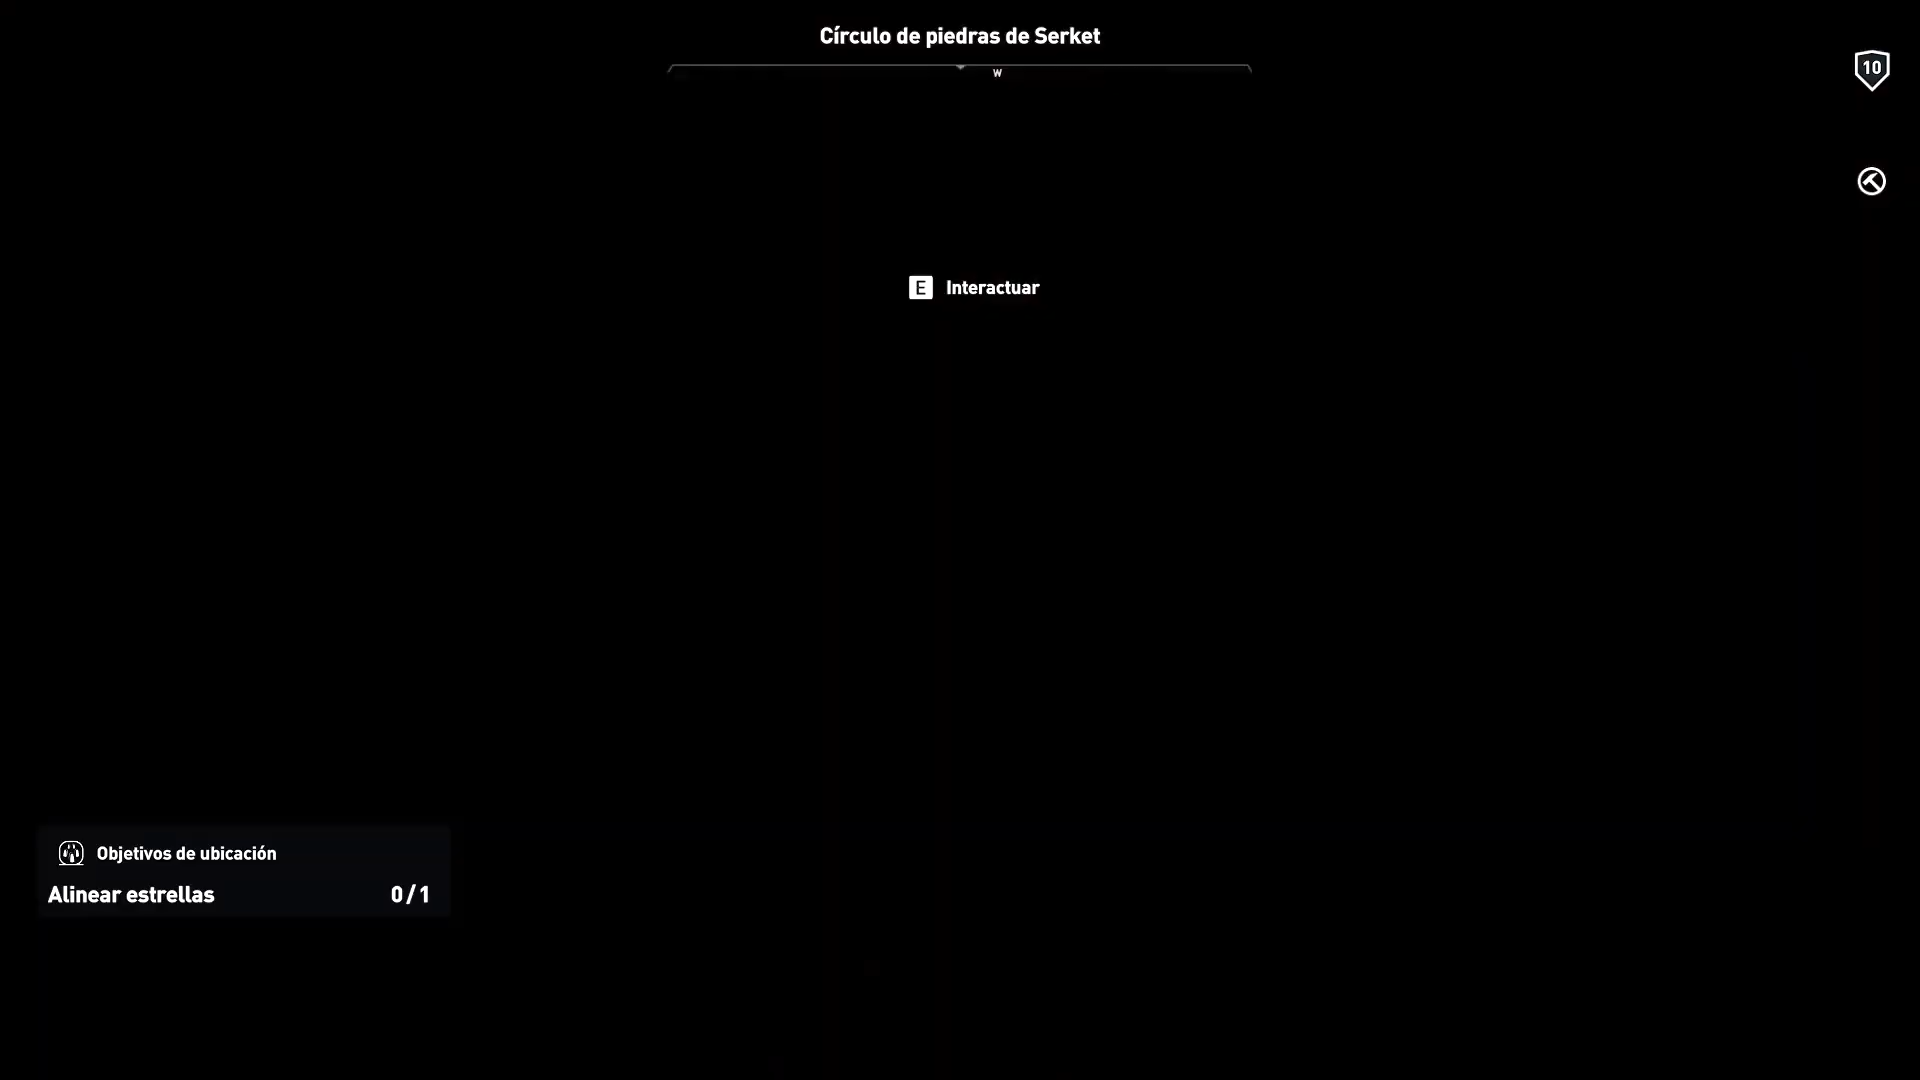 Círculo de piedras de Serket
W
10
E Interactuar
Objetivos de ubicación
Alinear estrellas 0/1